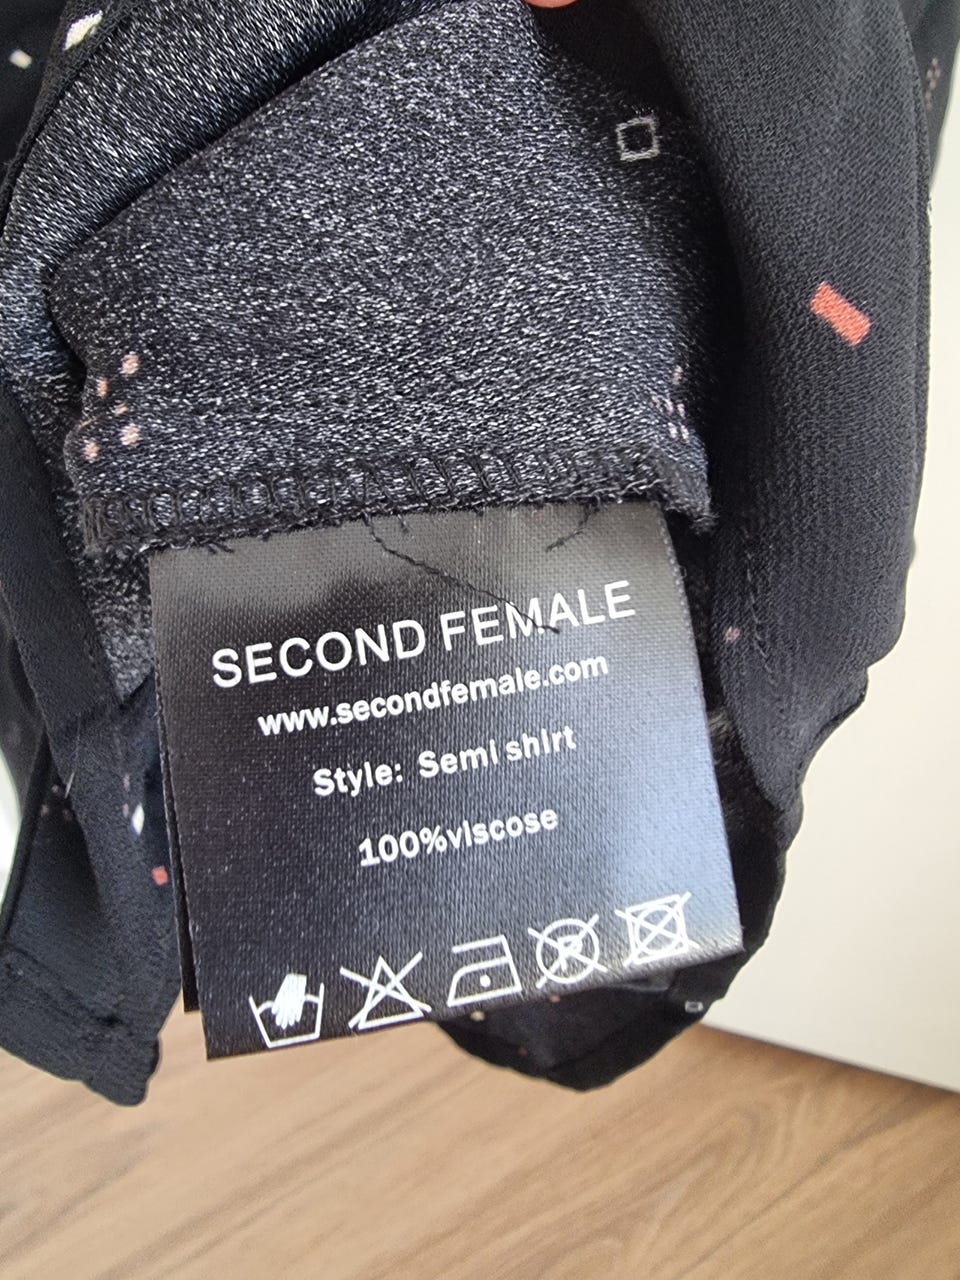 SECOND FEMALE
www.secondfemale.com
Style: Semi shirt
100%viscose
P